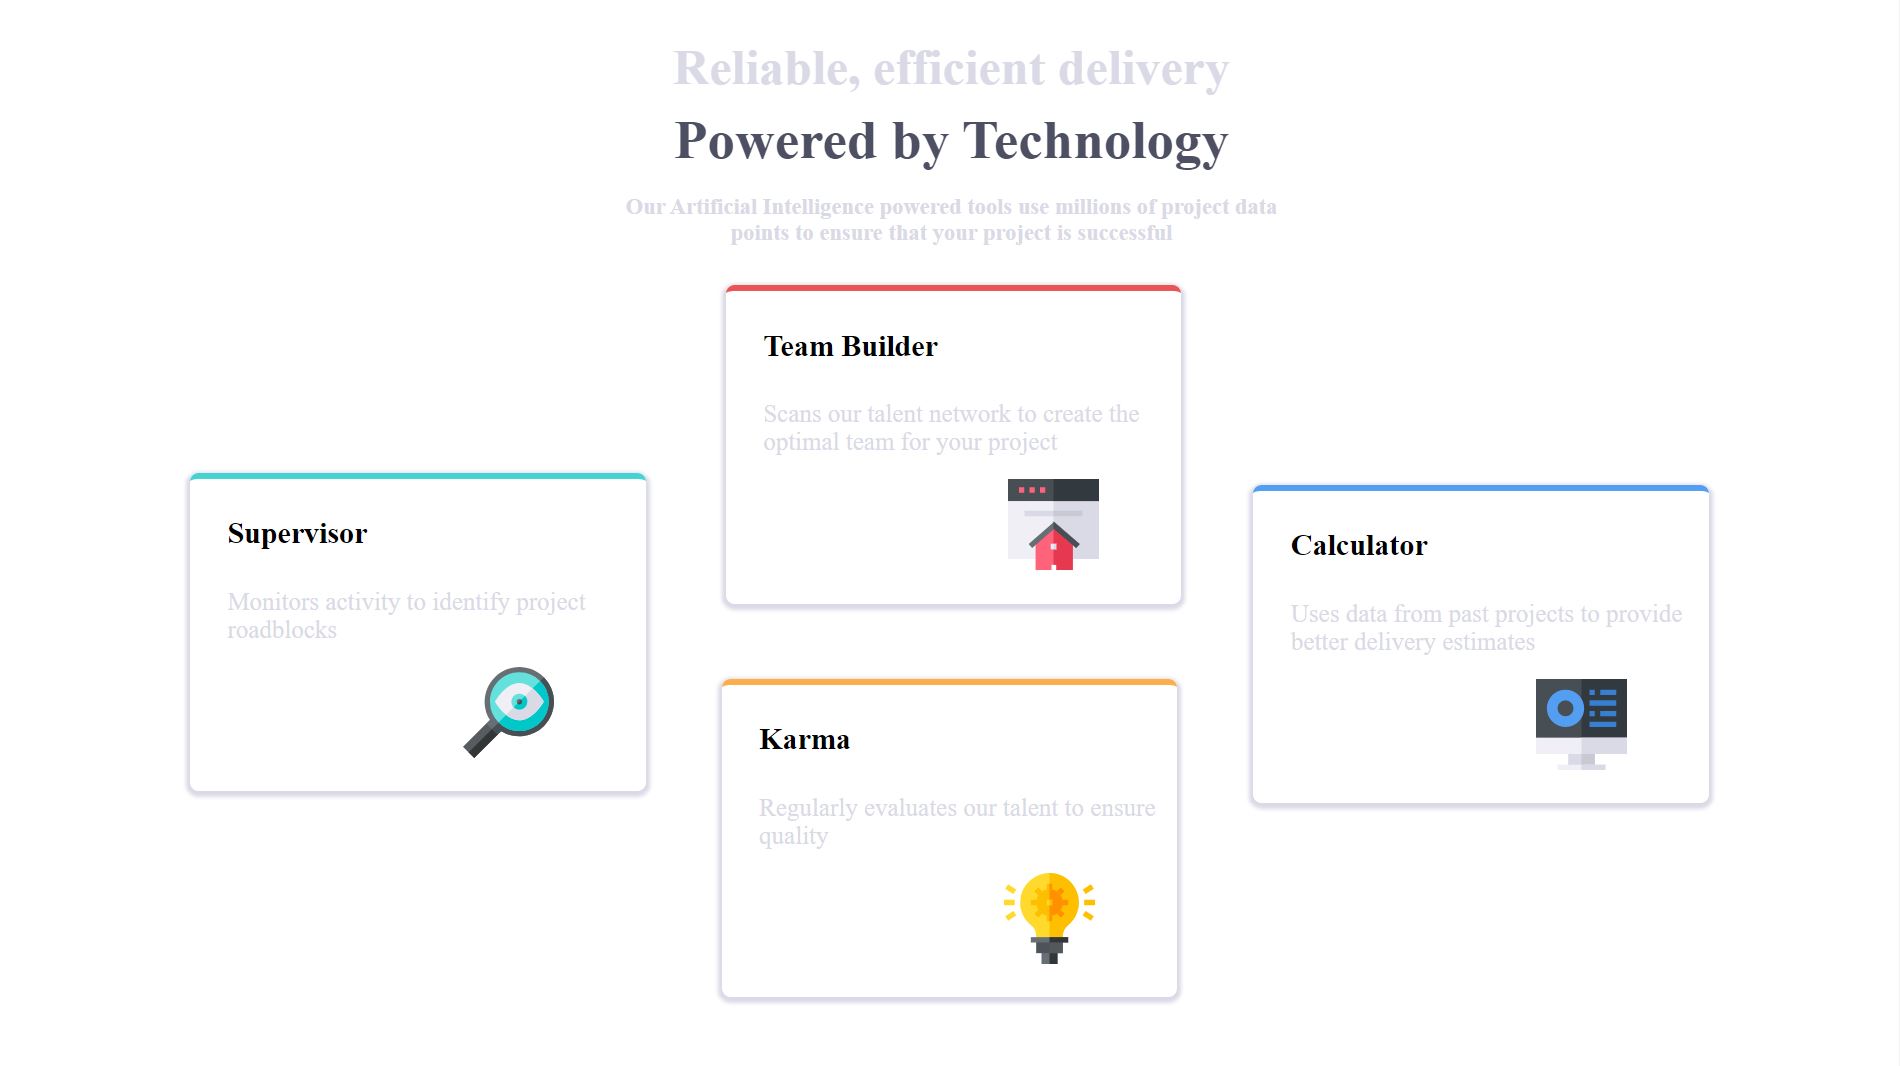 Reliable, efficient delivery
Powered by Technology
Our Artificial Intelligence powered tools use millions of project data
points to ensure that your project is successful
Team Builder
Scans our talent network to create the
optimal team for your project
Supervisor
Monitors activity to identify project
roadblocks
Calculator
Uses data from past projects to provide
better delivery estimates
Karma
Regularly evaluates our talent to ensure
quality